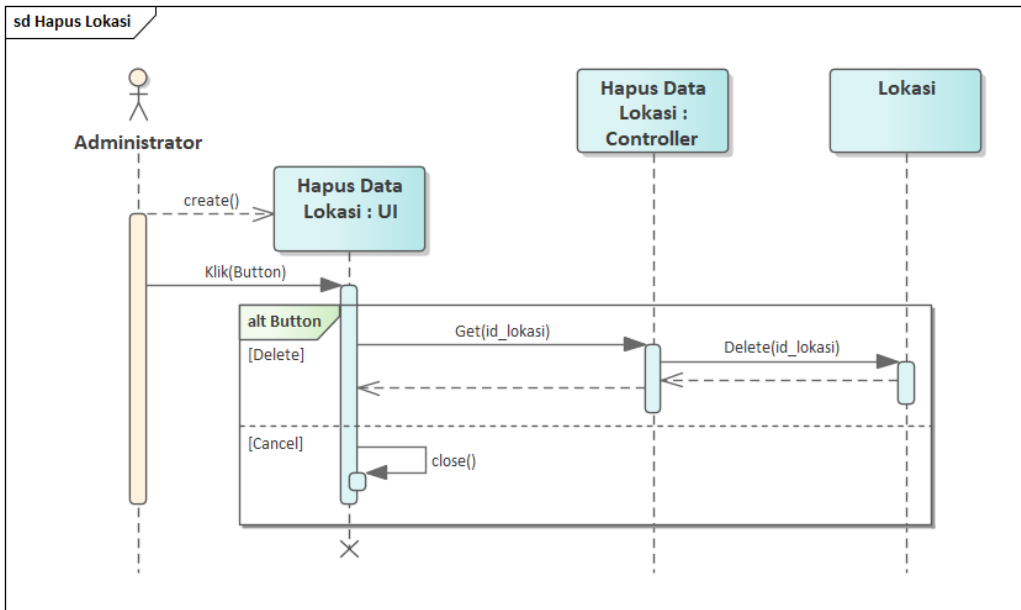 sd Hapus Lokasi
Administrator
Hapus Data
Lokasi :
Controller
Lokasi
Hapus Data
Lokasi : UI
create()
Klik(Button)
alt Button
[Delete]
Get(id_lokasi)
Delete(id_lokasi)
[Cancel]
close()